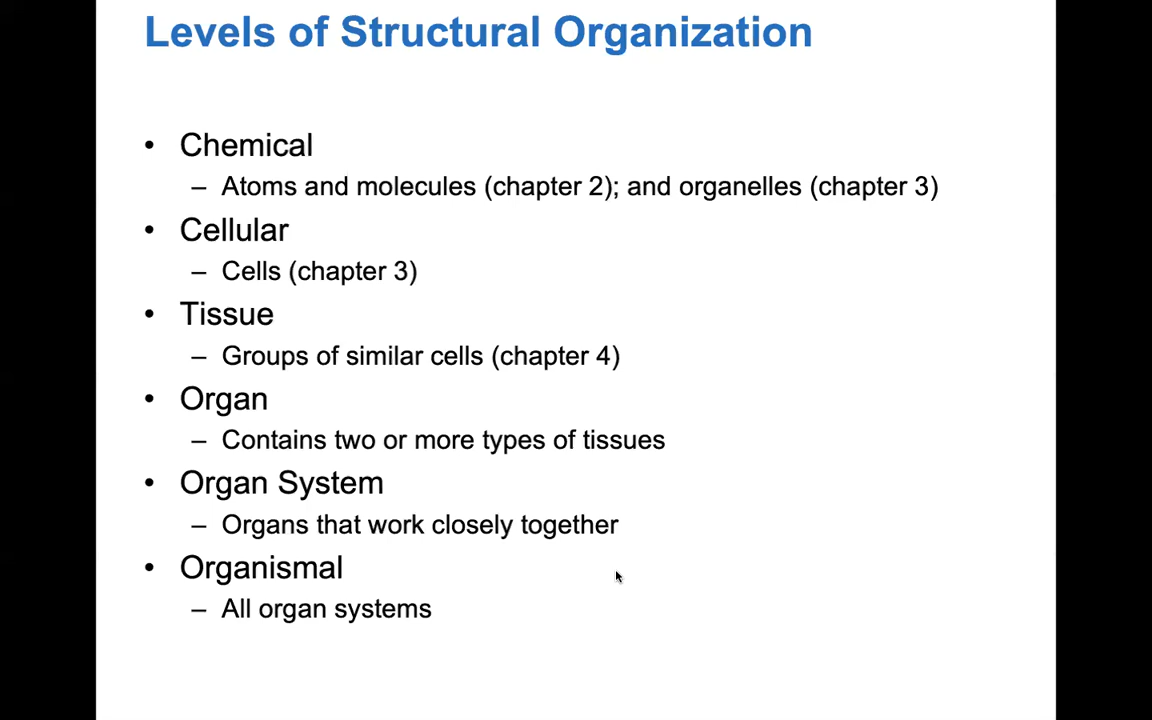 Levels of Structural Organization
• Chemical
– Atoms and molecules (chapter 2); and organelles (chapter 3)
• Cellular
– Cells (chapter 3)
• Tissue
– Groups of similar cells (chapter 4)
• Organ
– Contains two or more types of tissues
• Organ System
– Organs that work closely together
• Organismal
– All organ systems